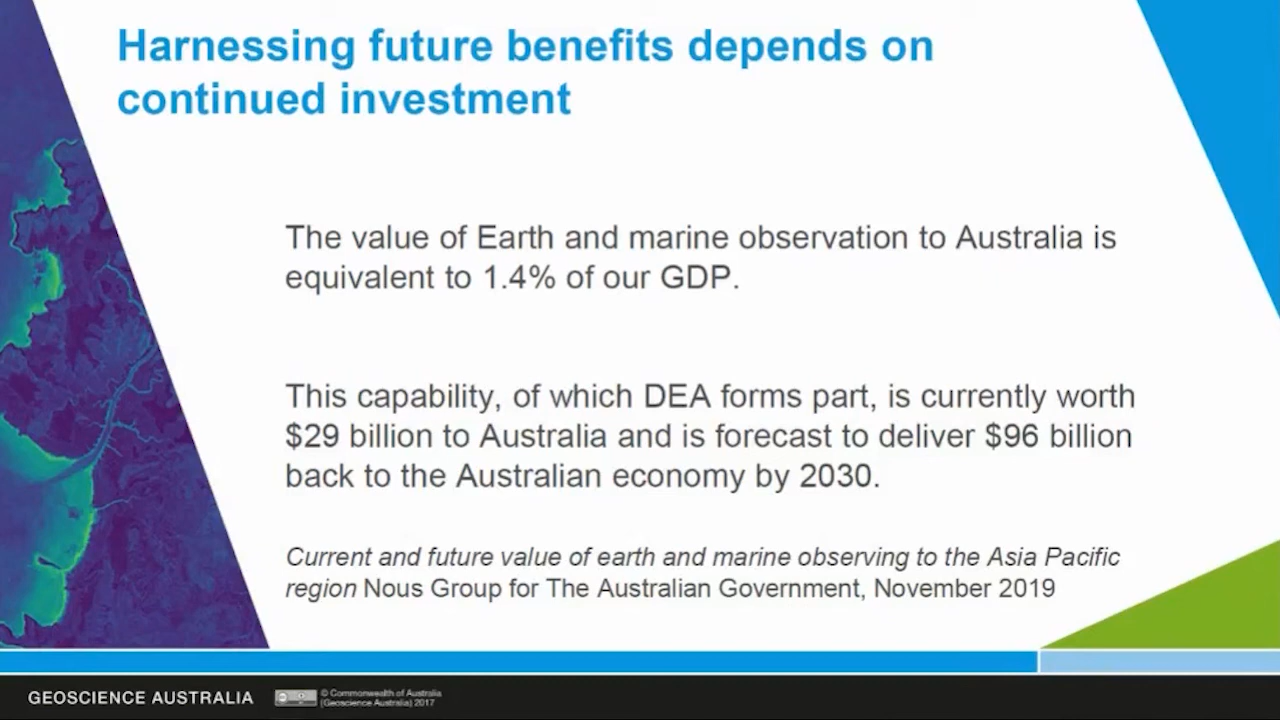 Harnessing future benefits depends on
continued investment
The value of Earth and marine observation to Australia is
equivalent to 1.4% of our GDP.
This capability, of which DEA forms part, is currently worth
$29 billion to Australia and is forecast to deliver $96 billion
back to the Australian economy by 2030.
Current and future value of earth and marine observing to the Asia Pacific
region Nous Group for The Australian Government, November 2019
GEOSCIENCE AUSTRALIA
© Commonwealth of Australia
(Geoscience Australia) 2017